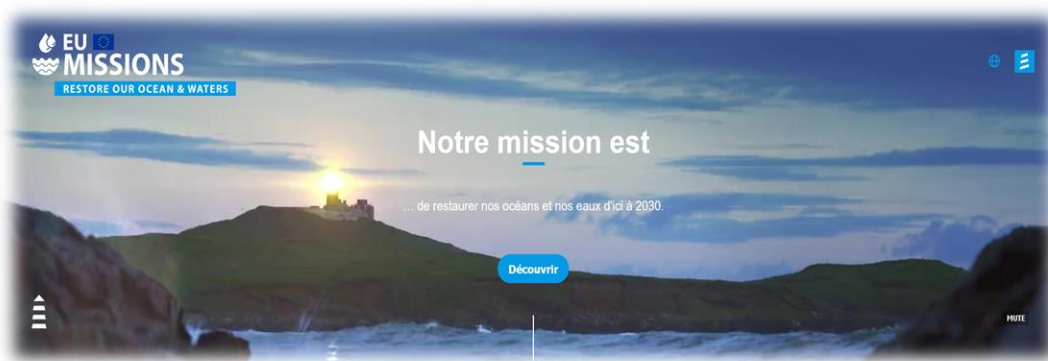 EU
MISSIONS
RESTORE OUR OCEAN & WATERS
Notre mission est
... de restaurer nos océans et nos eaux d'ici à 2030.
Découvrir
MUTE